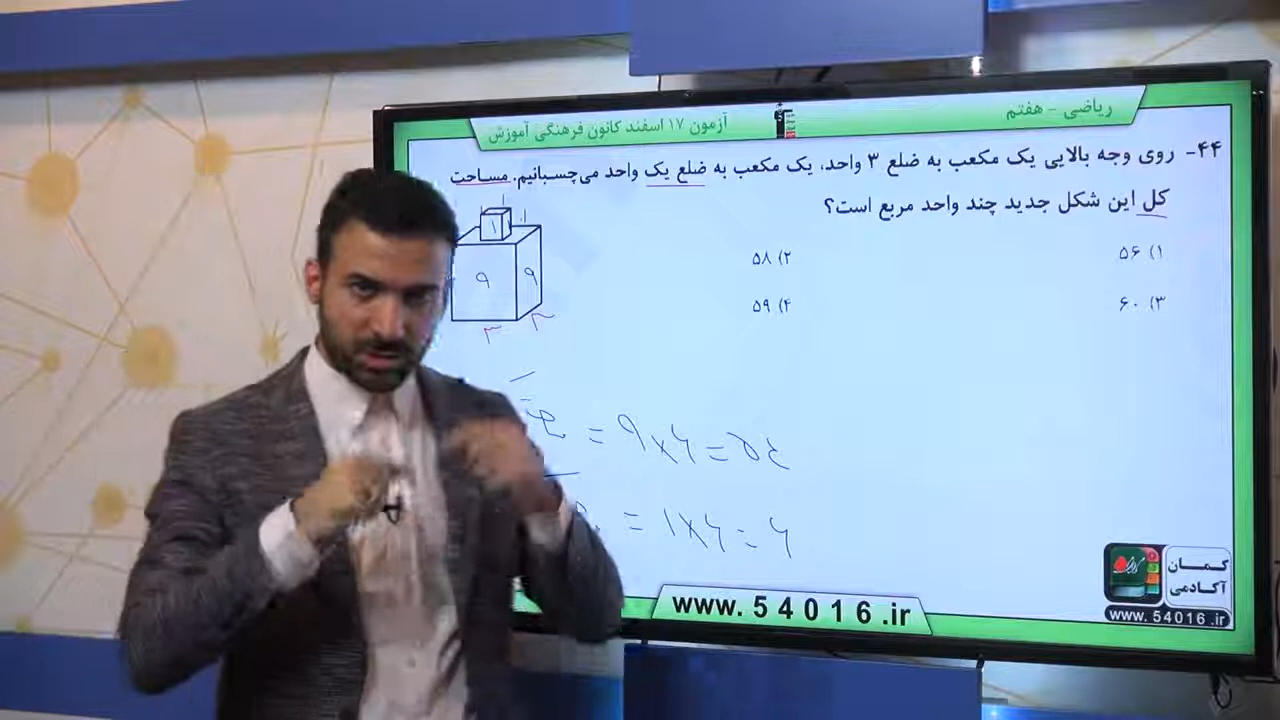 ریاضی - هفتم
آزمون ۱۷ اسفند کانون فرهنگی آموزش
۴۴- روی وجه بالایی یک مکعب به ضلع ۳ واحد، یک مکعب به ضلع یک واحد می‌چسبانیم. مساحت
کل این شکل جدید چند واحد مربع است؟
۱) ۵۶
۲) ۵۸
۳) ۶۰
۴) ۵۹
۱
۹
۹
۳
۳
= ۹×۶=۵۴
= ۱×۶=۶
کمان
آکادمی
www. 54016 .ir
www. 54016 .ir